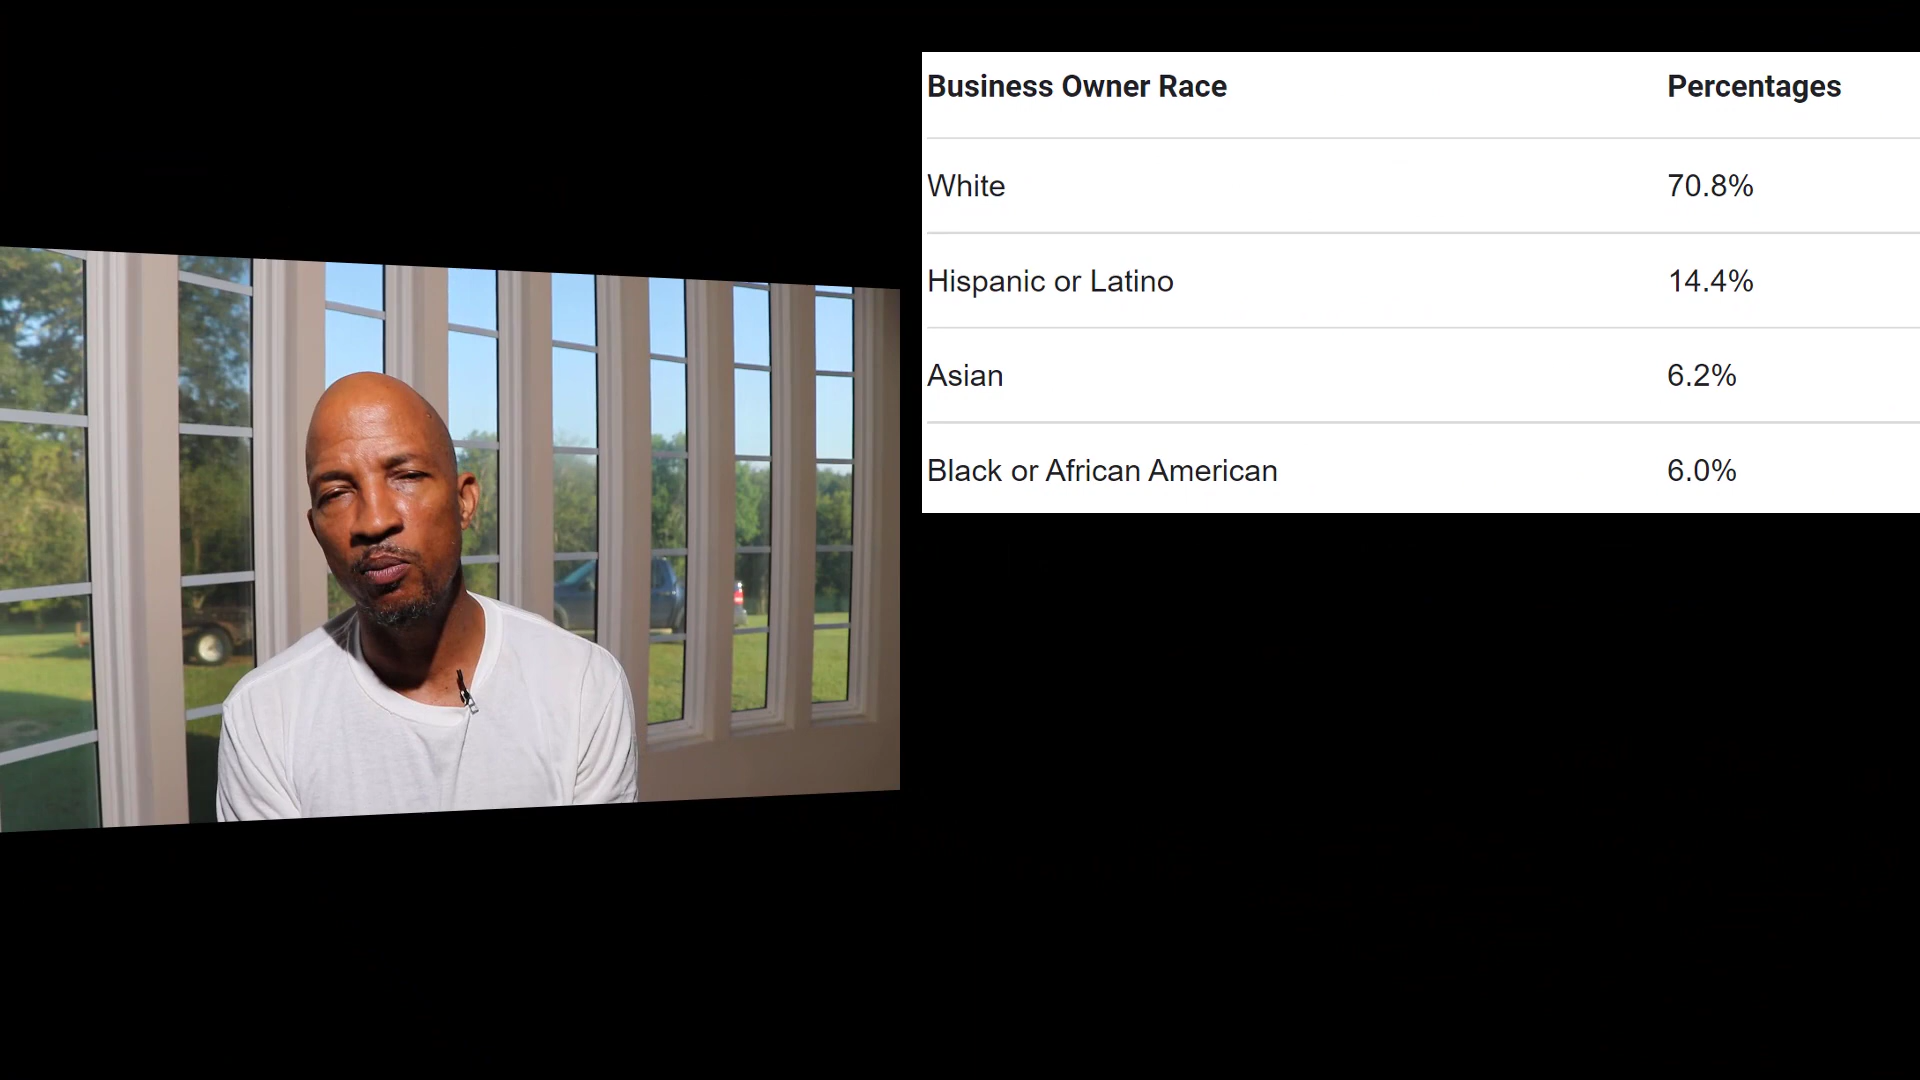 Business Owner Race Percentages
White 70.8%
Hispanic or Latino 14.4%
Asian 6.2%
Black or African American 6.0%